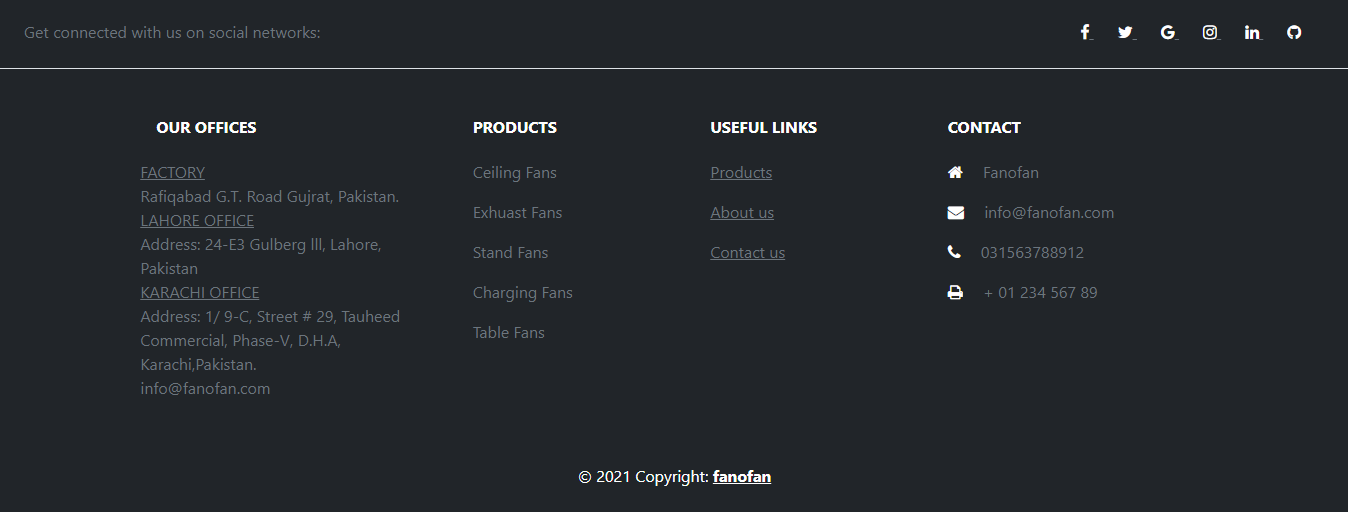 Get connected with us on social networks:
OUR OFFICES
FACTORY
Rafiqabad G.T. Road Gujrat, Pakistan.
LAHORE OFFICE
Address: 24-E3 Gulberg lll, Lahore,
Pakistan
KARACHI OFFICE
Address: 1/ 9-C, Street # 29, Tauheed
Commercial, Phase-V, D.H.A,
Karachi,Pakistan.
info@fanofan.com
PRODUCTS
Ceiling Fans
Exhuast Fans
Stand Fans
Charging Fans
Table Fans
USEFUL LINKS
Products
About us
Contact us
CONTACT
Fanofan
info@fanofan.com
031563788912
+ 01 234 567 89
© 2021 Copyright: fanofan